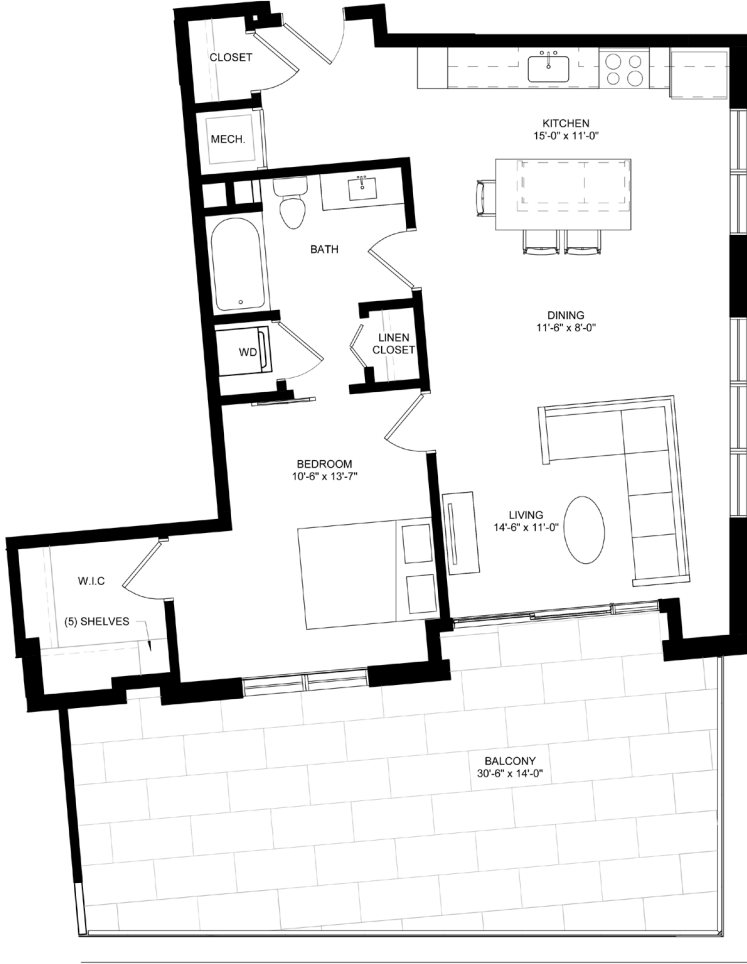 CLOSET
MECH.
KITCHEN
15'-0" x 11'-0"
BATH
DINING
11'-6" x 8'-0"
LINEN
CLOSET
WD
BEDROOM
10'-6" x 13'-7"
LIVING
14'-6" x 11'-0"
W.I.C
(5) SHELVES
BALCONY
30'-6" x 14'-0"